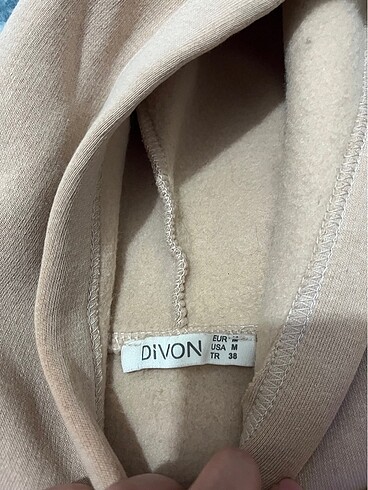 DIVON
EUR
USA M
TR 38